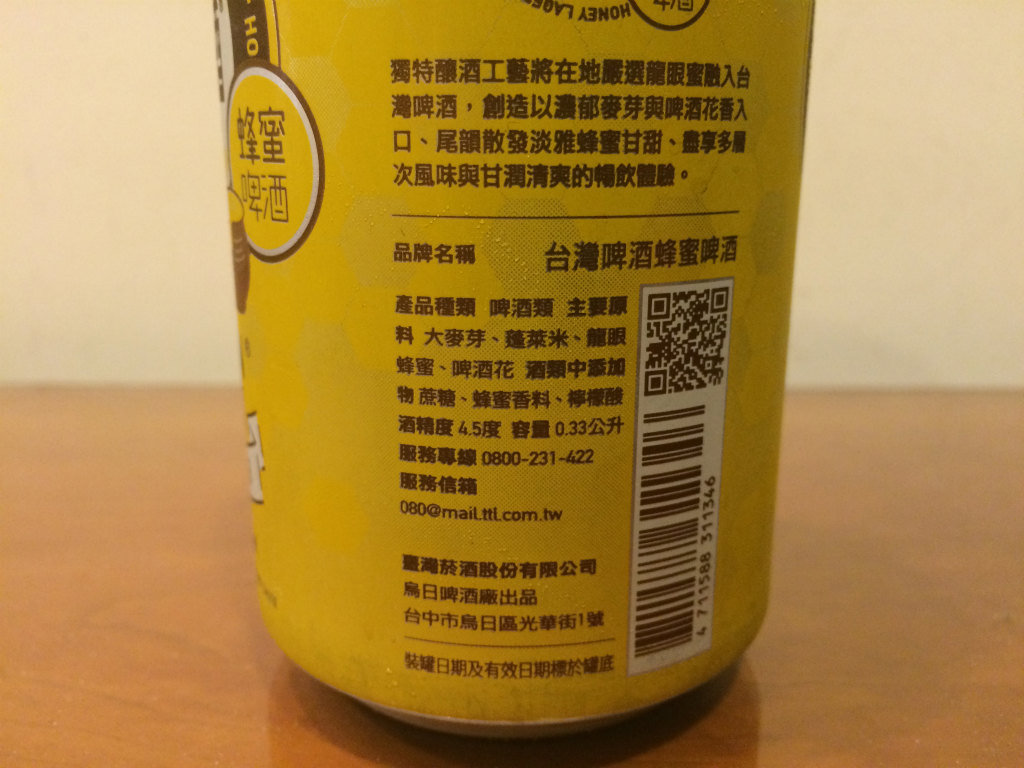 HONEY LAGER
啤酒
HO
蜂蜜
啤酒
獨特釀酒工藝將在地嚴選龍眼蜜融入台
灣啤酒，創造以濃郁麥芽與啤酒花香入
口、尾韻散發淡雅蜂蜜甘甜、盡享多層
次風味與甘潤清爽的暢飲體驗。
品牌名稱 台灣啤酒蜂蜜啤酒
產品種類 啤酒類 主要原
料 大麥芽、蓬萊米、龍眼
蜂蜜、啤酒花 酒類中添加
物 蔗糖、蜂蜜香料、檸檬酸
酒精度 4.5度 容量 0.33公升
服務專線 0800-231-422
服務信箱
080@mail.ttl.com.tw
臺灣菸酒股份有限公司
烏日啤酒廠出品
台中市烏日區光華街1號
裝罐日期及有效日期標於罐底
4 711588 311346